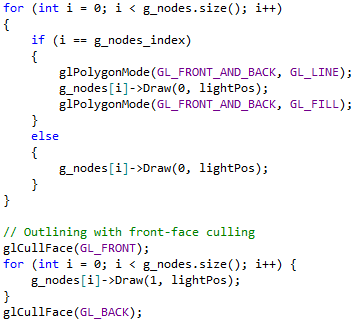 for (int i = 0; i < g_nodes.size(); i++)
{
    if (i == g_nodes_index)
    {
        glPolygonMode(GL_FRONT_AND_BACK, GL_LINE);
        g_nodes[i]->Draw(0, lightPos);
        glPolygonMode(GL_FRONT_AND_BACK, GL_FILL);
    }
    else
    {
        g_nodes[i]->Draw(0, lightPos);
    }
}

// Outlining with front-face culling
glCullFace(GL_FRONT);
for (int i = 0; i < g_nodes.size(); i++) {
    g_nodes[i]->Draw(1, lightPos);
}
glCullFace(GL_BACK);